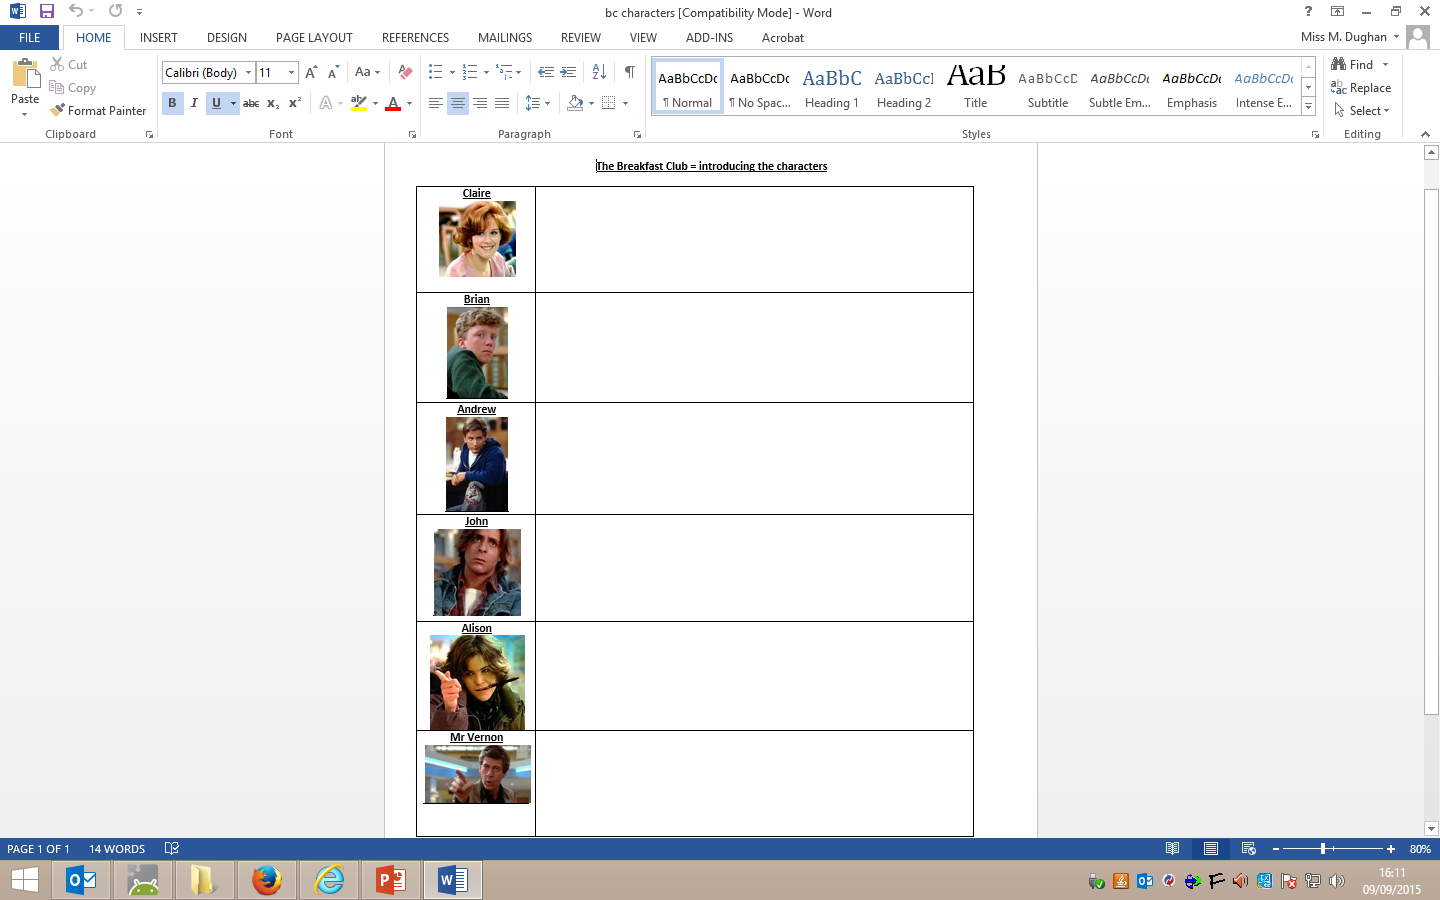 bc characters [Compatibility Mode] - Word
FILE HOME INSERT DESIGN PAGE LAYOUT REFERENCES MAILINGS REVIEW VIEW ADD-INS Acrobat Miss M. Dughan
Paste
Cut
Copy
Format Painter
Clipboard
Calibri (Body) 11
Font
Paragraph
AaBbCcDc AaBbCcDc AaBbC AaBbCcI AaB AaBbCcD AaBbCcDc AaBbCcDc AaBbCcDc
¶ Normal ¶ No Spac... Heading 1 Heading 2 Title Subtitle Subtle Em... Emphasis Intense E...
Styles
Find
Replace
Select
Editing
The Breakfast Club = introducing the characters
Claire
Brian
Andrew
John
Alison
Mr Vernon
PAGE 1 OF 1 14 WORDS 80%
16:11
09/09/2015